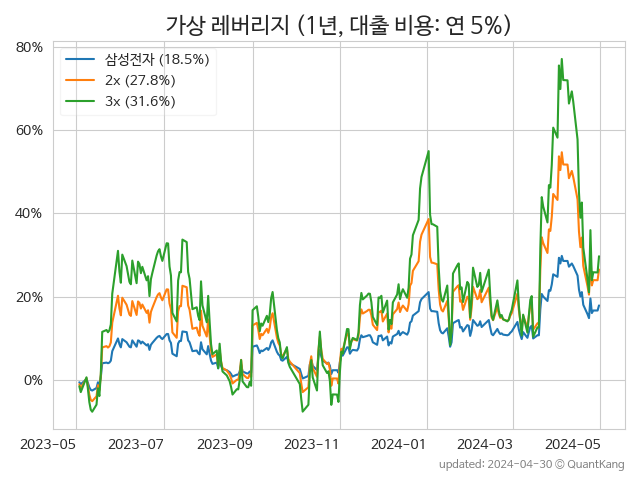 가상 레버리지 (1년, 대출 비용: 연 5%)
삼성전자 (18.5%)
2x (27.8%)
3x (31.6%)
80%
60%
40%
20%
0%
2023-05 2023-07 2023-09 2023-11 2024-01 2024-03 2024-05
updated: 2024-04-30 © QuantKang